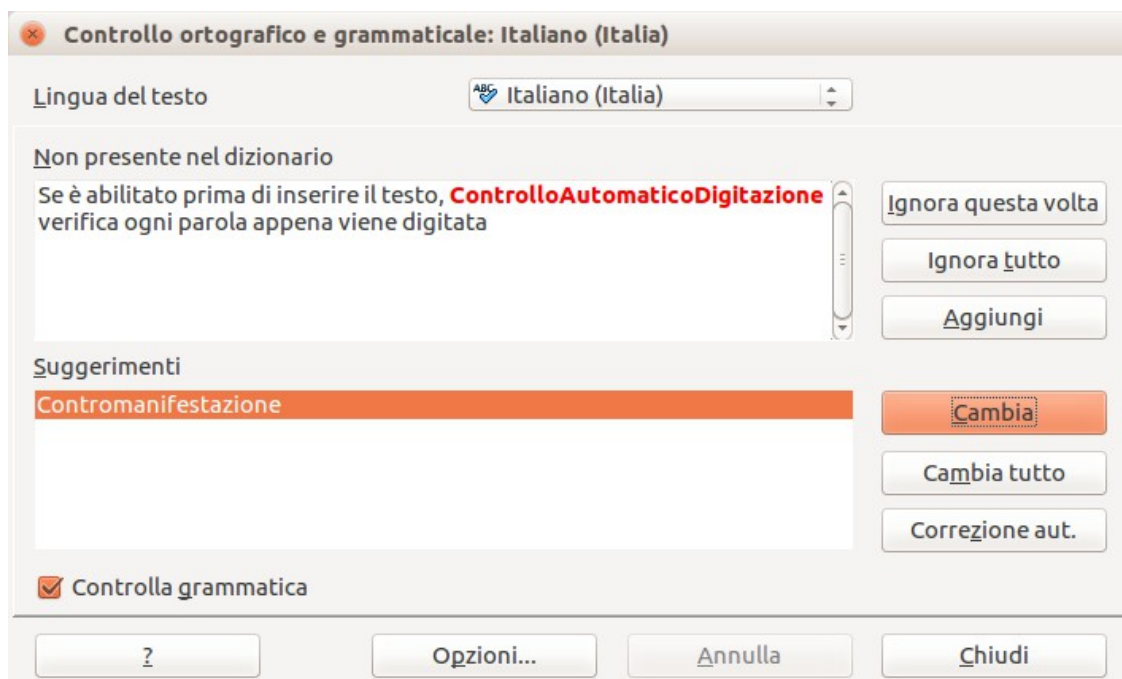 Controllo ortografico e grammaticale: Italiano (Italia)
Lingua del testo
ABC Italiano (Italia)
Non presente nel dizionario
Se è abilitato prima di inserire il testo, ControlloAutomaticoDigitazione
verifica ogni parola appena viene digitata
Ignora questa volta
Ignora tutto
Aggiungi
Suggerimenti
Contromanifestazione
Cambia
Cambia tutto
Correzione aut.
Controlla grammatica
?
Opzioni...
Annulla
Chiudi